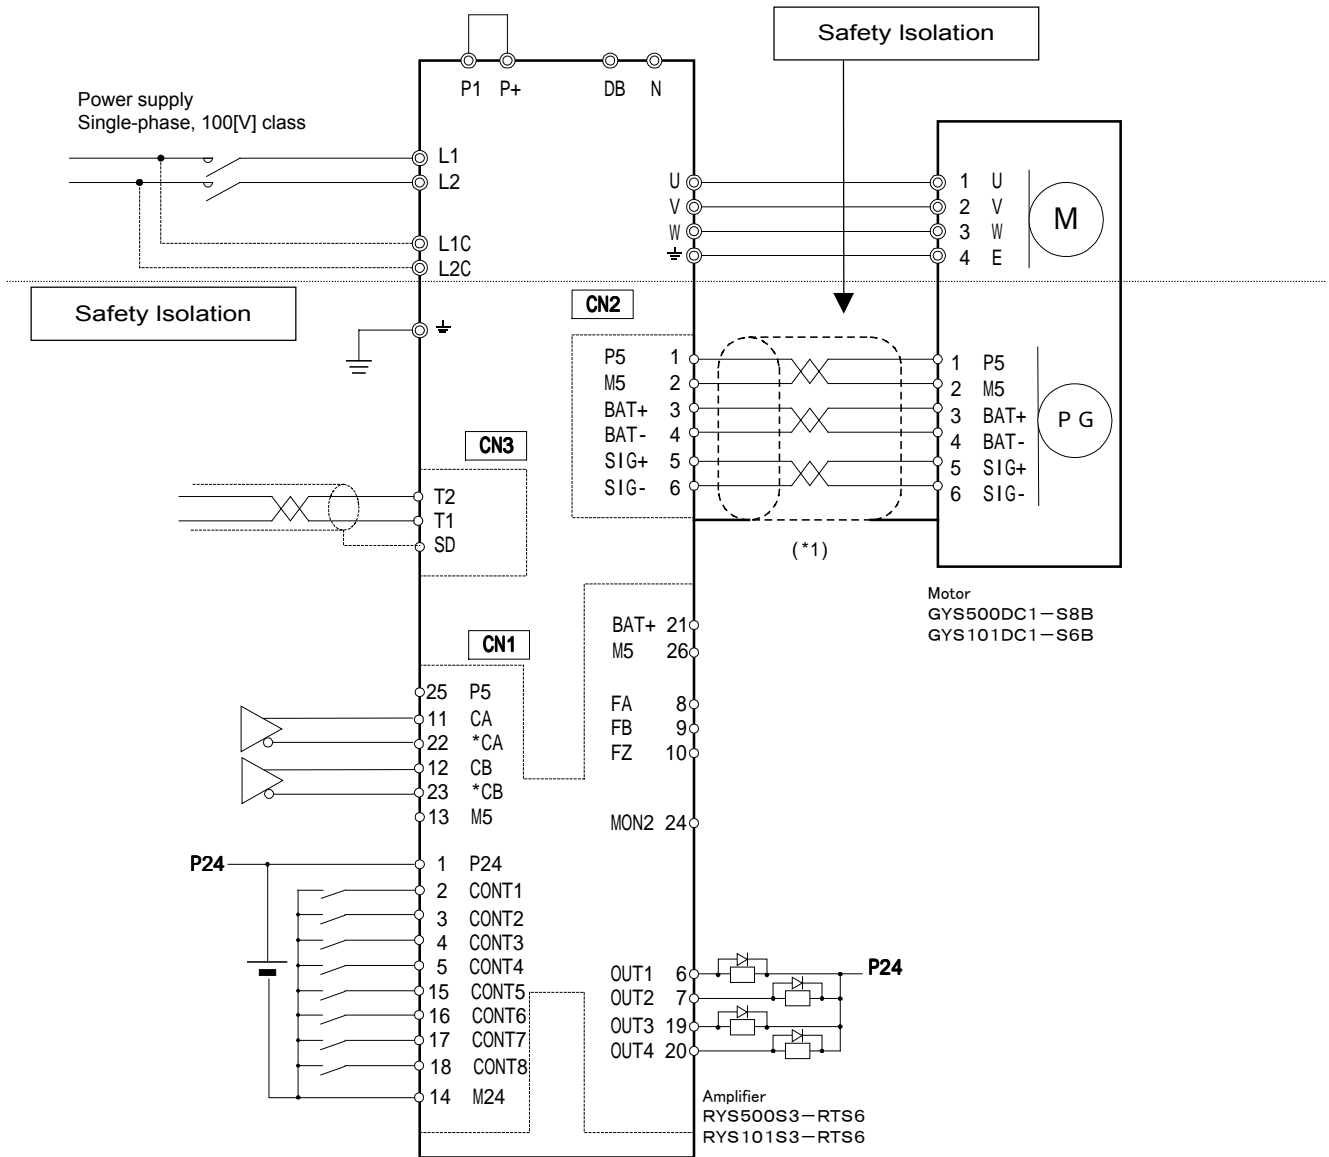 Safety Isolation
P1 P+ DB N
Power supply
Single-phase, 100[V] class
L1
L2
L1C
L2C
U
V
W
1 U
2 V
3 W
4 E
M
Safety Isolation
CN2
P5 1
M5 2
BAT+ 3
BAT- 4
SIG+ 5
SIG- 6
1 P5
2 M5
3 BAT+
4 BAT-
5 SIG+
6 SIG-
P G
(*1)
CN3
T2
T1
SD
Motor
GYS500DC1-S8B
GYS101DC1-S6B
CN1
BAT+ 21
M5 26
FA 8
FB 9
FZ 10
MON2 24
25 P5
11 CA
22 *CA
12 CB
23 *CB
13 M5
P24
1 P24
2 CONT1
3 CONT2
4 CONT3
5 CONT4
15 CONT5
16 CONT6
17 CONT7
18 CONT8
14 M24
OUT1 6
OUT2 7
OUT3 19
OUT4 20
P24
Amplifier
RYS500S3-RTS6
RYS101S3-RTS6